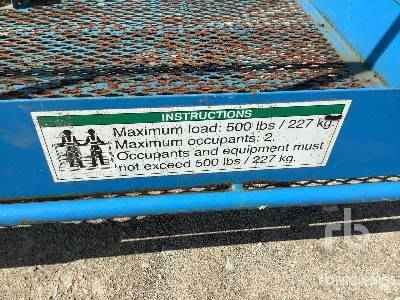 INSTRUCTIONS
Maximum load: 500 lbs / 227 kg.
Maximum occupants: 2.
Occupants and equipment must
not exceed 500 lbs / 227 kg.
rb